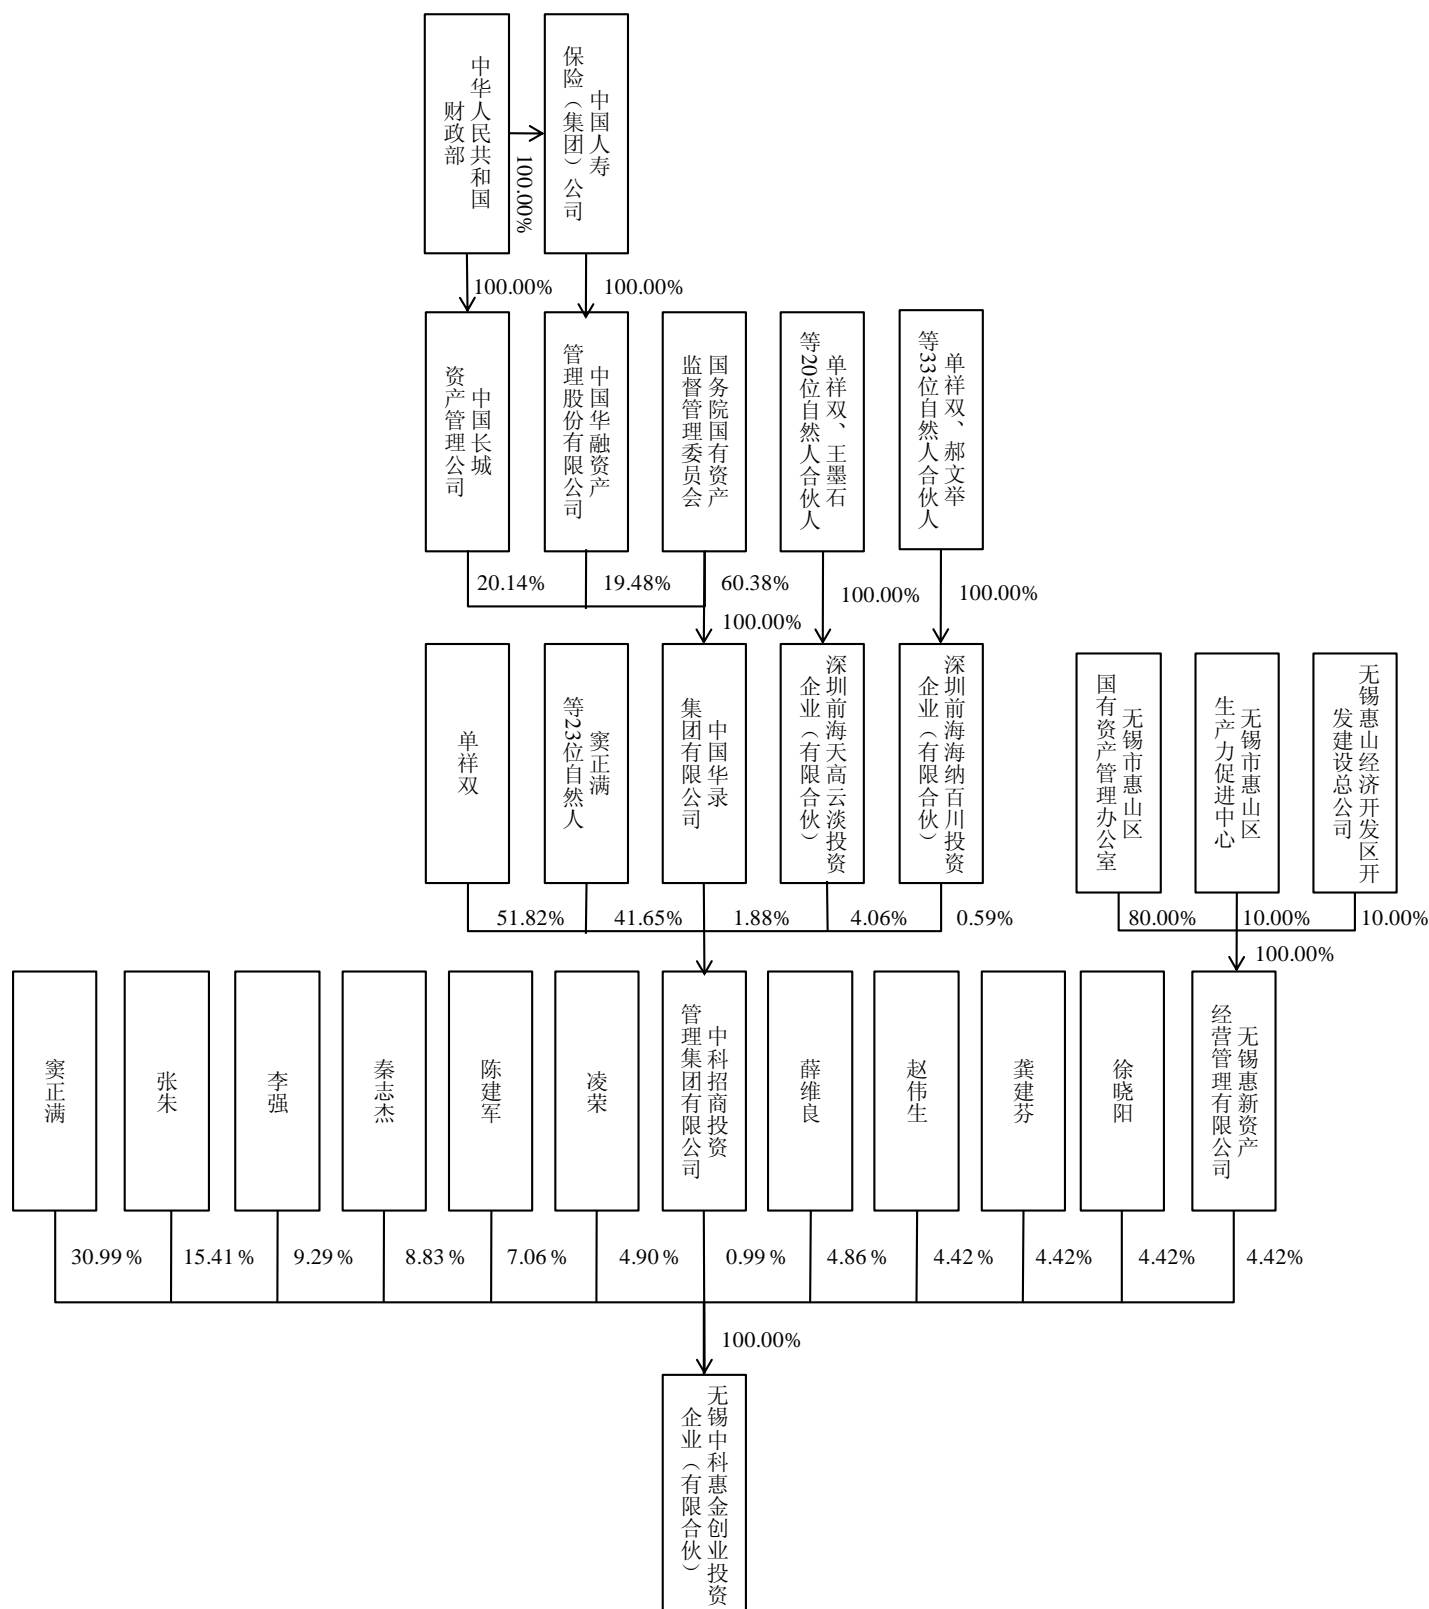 中华人民共和国
财政部
中国人寿
保险（集团）公司
100.00%
100.00%
100.00%
中国长城
资产管理公司
中国华融资产
管理股份有限公司
国务院国有资产
监督管理委员会
单祥双、王墨石
等20位自然人合伙人
单祥双、郝文举
等33位自然人合伙人
20.14%
19.48%
60.38%
100.00%
100.00%
100.00%
单祥双
窦正满
等23位自然人
中国华录
集团有限公司
深圳前海天高云淡投资
企业（有限合伙）
深圳前海海纳百川投资
企业（有限合伙）
无锡市惠山区
国有资产管理办公室
无锡市惠山区
生产力促进中心
无锡惠山经济开发区开
发建设总公司
51.82%
41.65%
1.88%
4.06%
0.59%
80.00%
10.00%
10.00%
100.00%
窦正满
张朱
李强
秦志杰
陈建军
凌荣
中科招商投资
管理集团有限公司
薛维良
赵伟生
龚建芬
徐晓阳
无锡惠新资产
经营管理有限公司
30.99%
15.41%
9.29%
8.83%
7.06%
4.90%
0.99%
4.86%
4.42%
4.42%
4.42%
4.42%
100.00%
无锡中科惠金创业投资
企业（有限合伙）